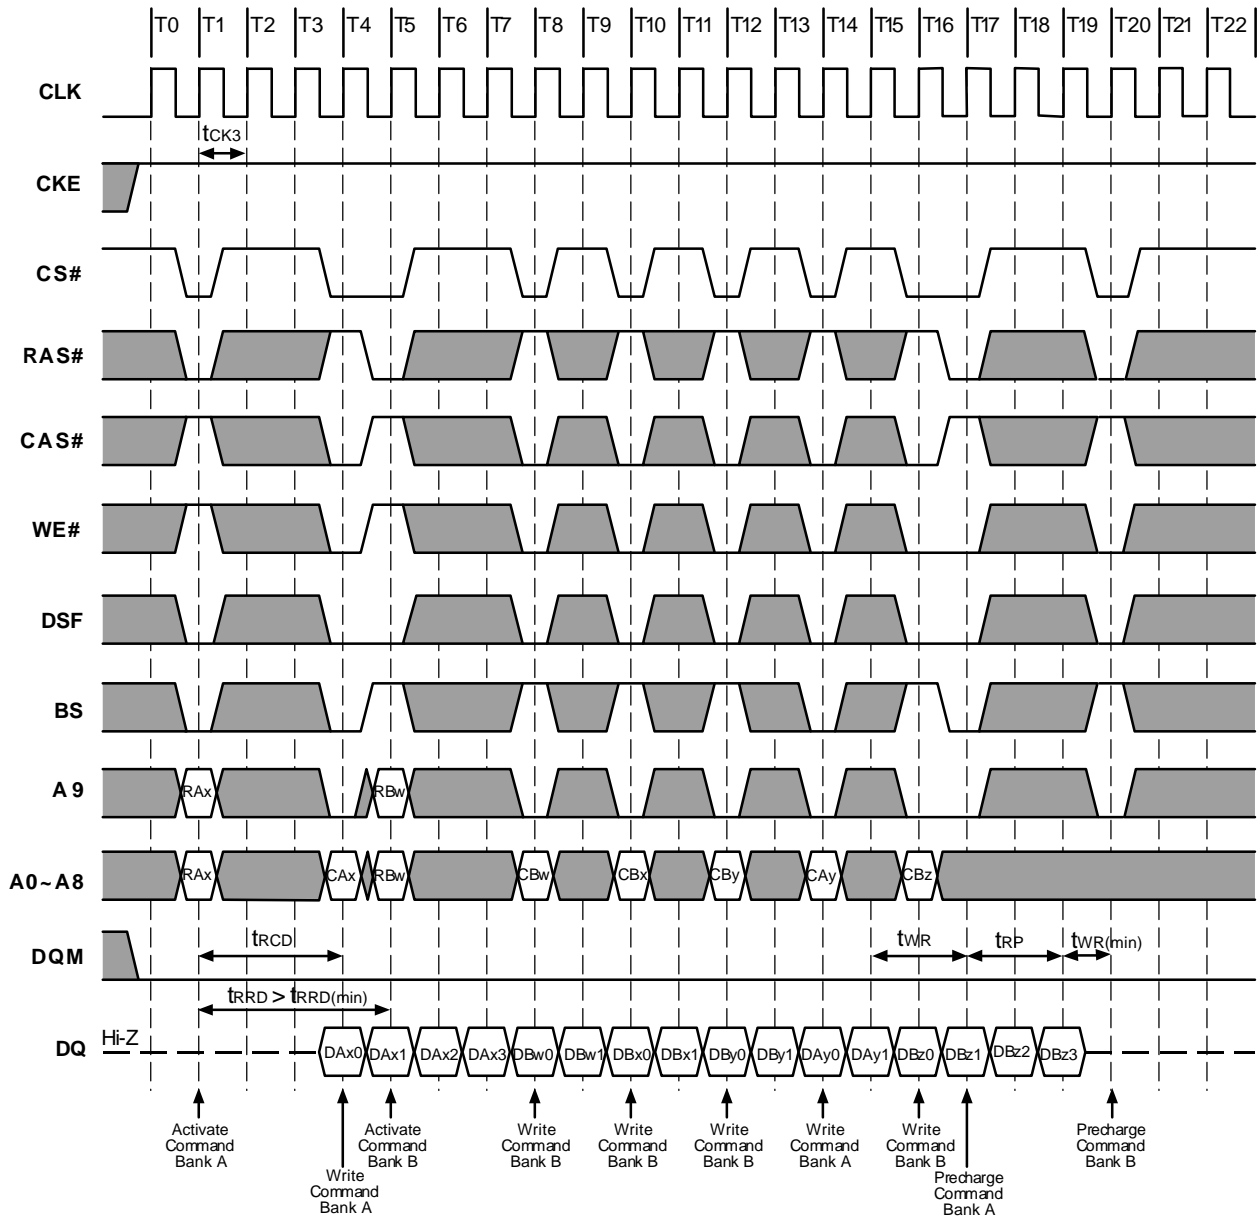 T0 T1 T2 T3 T4 T5 T6 T7 T8 T9 T10 T11 T12 T13 T14 T15 T16 T17 T18 T19 T20 T21 T22
CLK
tCK3
CKE
CS#
RAS#
CAS#
WE#
DSF
BS
A9
RAx RBw
A0~A8
RAx CAx RBw CBw CBx CBy CAy CBz
DQM
tRCD
tWR tRP tWR(min)
tRRD > tRRD(min)
DQ
Hi-Z
DAx0 DAx1 DAx2 DAx3 DBw0 DBw1 DBx0 DBx1 DBy0 DBy1 DAy0 DAy1 DBz0 DBz1 DBz2 DBz3
Activate
Command
Bank A
Write
Command
Bank A
Activate
Command
Bank B
Write
Command
Bank B
Write
Command
Bank B
Write
Command
Bank B
Write
Command
Bank A
Write
Command
Bank B
Precharge
Command
Bank A
Precharge
Command
Bank B